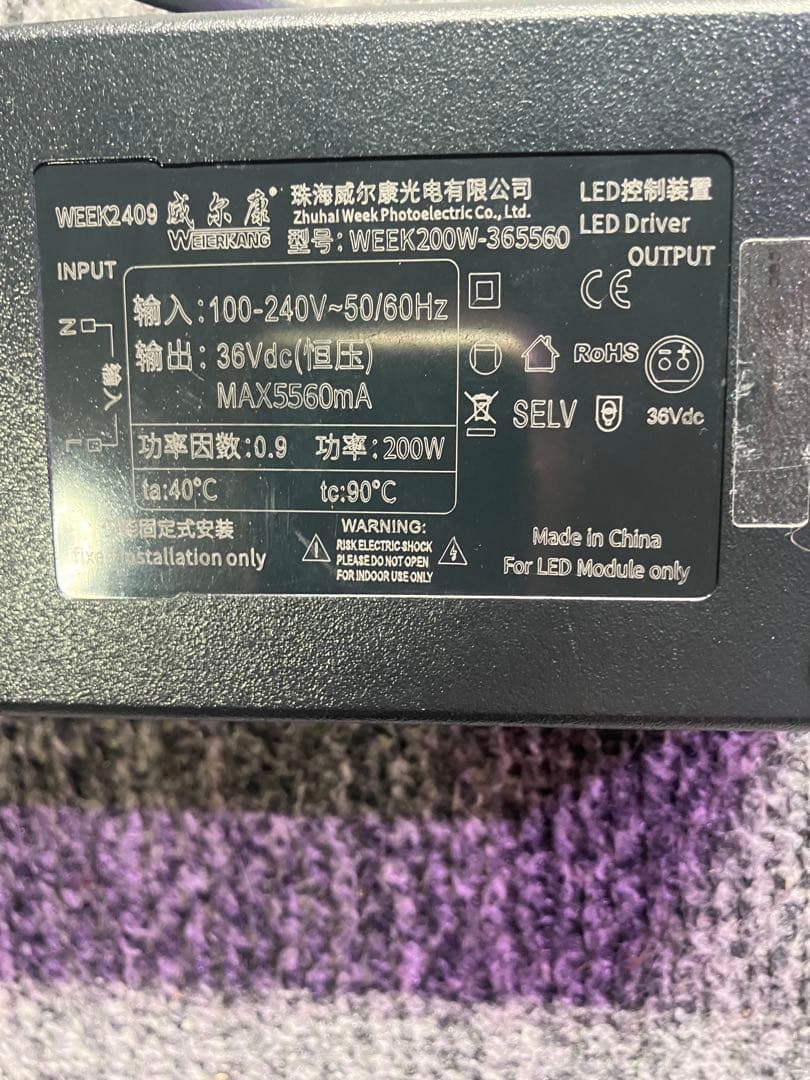 WEEK2409
威尔康
WEIERKANG
珠海威尔康光电有限公司
Zhuhai Week Photoelectric Co., Ltd.
型号:WEEK200W-365560
LED控制装置
LED Driver
OUTPUT
INPUT
N
输入
L
输入:100-240V~50/60Hz
输出:36Vdc(恒压)
MAX5560mA
功率因数:0.9 功率:200W
ta:40°C tc:90°C
CE
RoHS
- +
SELV
36Vdc
固定式安装
installation only
WARNING:
RISK ELECTRIC SHOCK
PLEASE DO NOT OPEN
FOR INDOOR USE ONLY
Made in China
For LED Module only